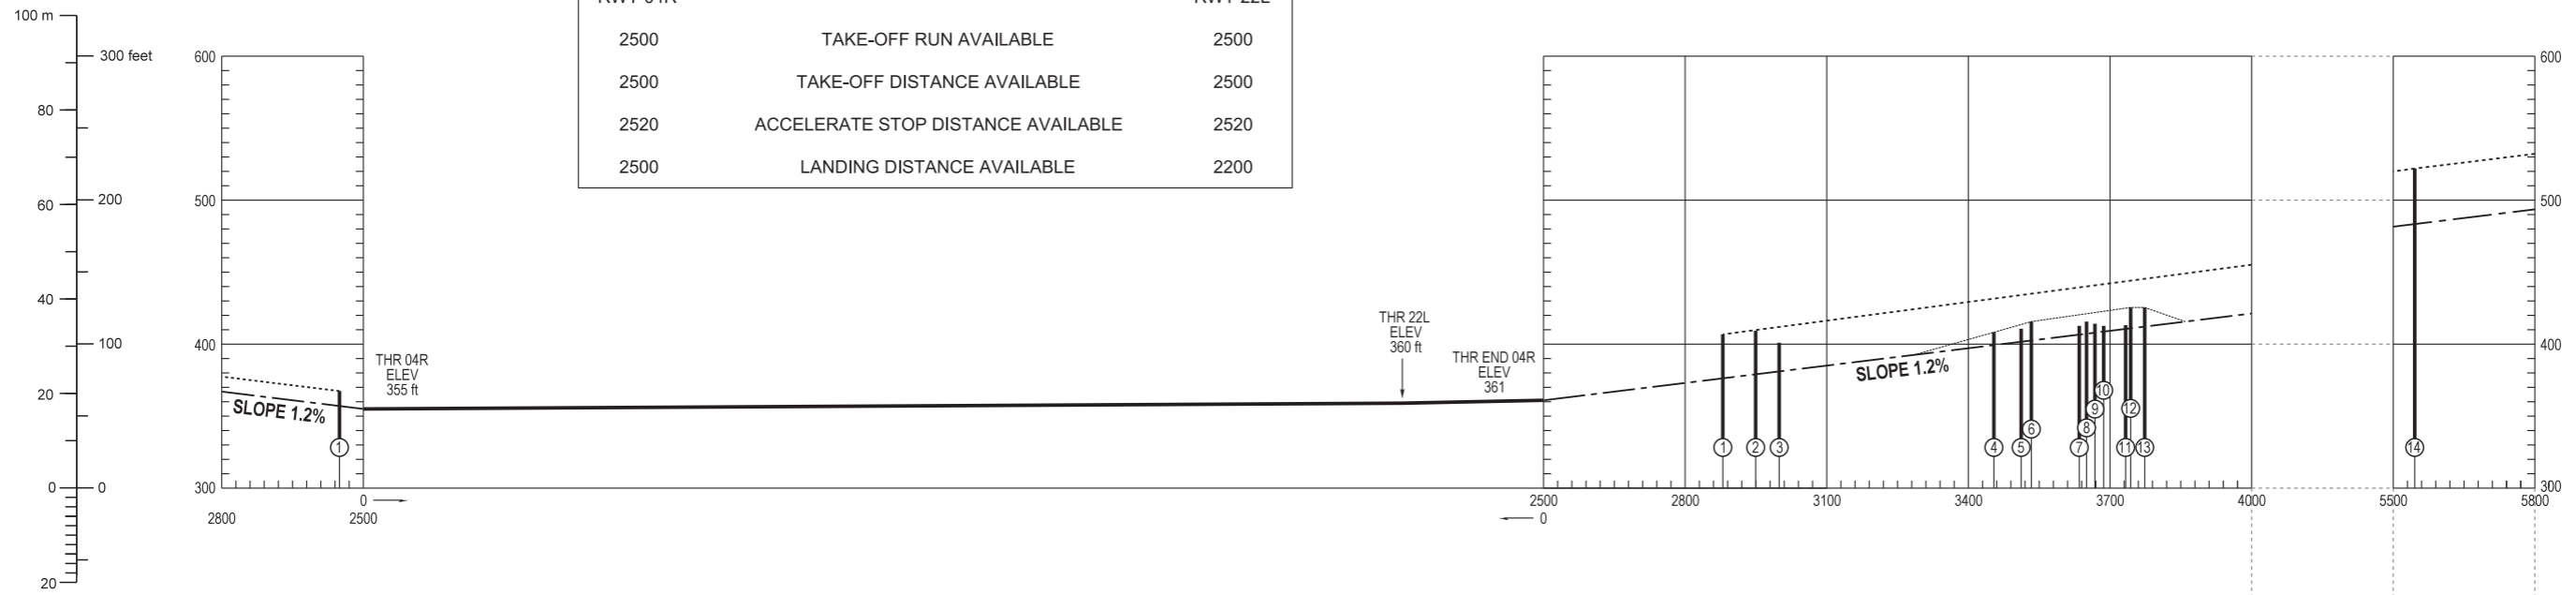 100 m
300 feet
80
60
200
40
100
20
0
0
20
RWY 04R RWY 22L
2500 TAKE-OFF RUN AVAILABLE 2500
2500 TAKE-OFF DISTANCE AVAILABLE 2500
2520 ACCELERATE STOP DISTANCE AVAILABLE 2520
2500 LANDING DISTANCE AVAILABLE 2200
600
500
400
300
SLOPE 1.2%
1
2800
2500
0
THR 04R
ELEV
355 ft
THR 22L
ELEV
360 ft
THR END 04R
ELEV
361
SLOPE 1.2%
1
2
3
4
5
6
7
8
9
10
11
12
13
14
2500
2800
3100
3400
3700
4000
5500
5800
0
600
500
400
300